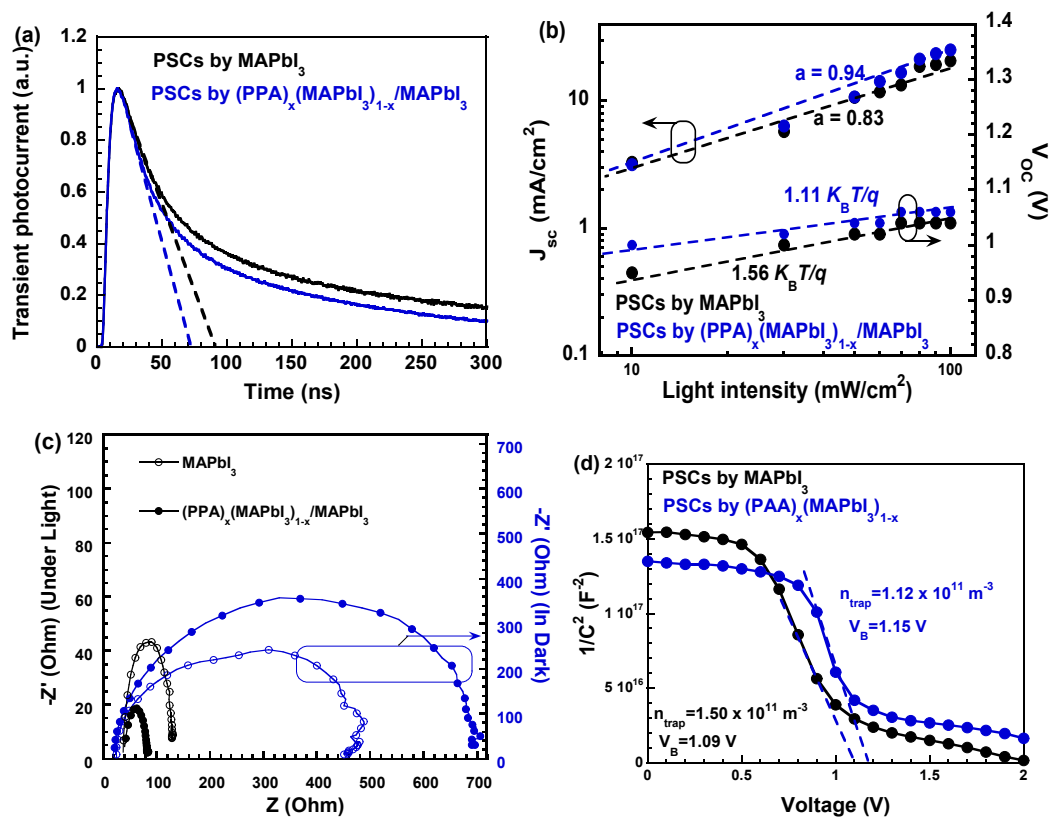 (a)
1.2
1
0.8
0.6
0.4
0.2
0
Transient photocurrent (a.u.)
PSCs by MAPbI3
PSCs by (PPA)x(MAPbI3)1-x/MAPbI3
0 50 100 150 200 250 300
Time (ns)
(b)
10
1
0.1
Jsc (mA/cm2)
1.4
1.3
1.2
1.1
1
0.9
0.8
VOC (V)
a = 0.94
a = 0.83
1.11 KBT/q
1.56 KBT/q
PSCs by MAPbI3
PSCs by (PPA)x(MAPbI3)1-x/MAPbI3
10 100
Light intensity (mW/cm2)
(c)
120
100
80
60
40
20
0
-Z' (Ohm) (Under Light)
MAPbI3
(PPA)x(MAPbI3)1-x/MAPbI3
700
600
500
400
300
200
100
0
-Z' (Ohm) (In Dark)
0 100 200 300 400 500 600 700
Z (Ohm)
(d)
2 10^17
1.5 10^17
1 10^17
5 10^16
0
1/C2 (F-2)
PSCs by MAPbI3
PSCs by (PAA)x(MAPbI3)1-x
ntrap=1.12 x 10^11 m-3
VB=1.15 V
ntrap=1.50 x 10^11 m-3
VB=1.09 V
0 0.5 1 1.5 2
Voltage (V)